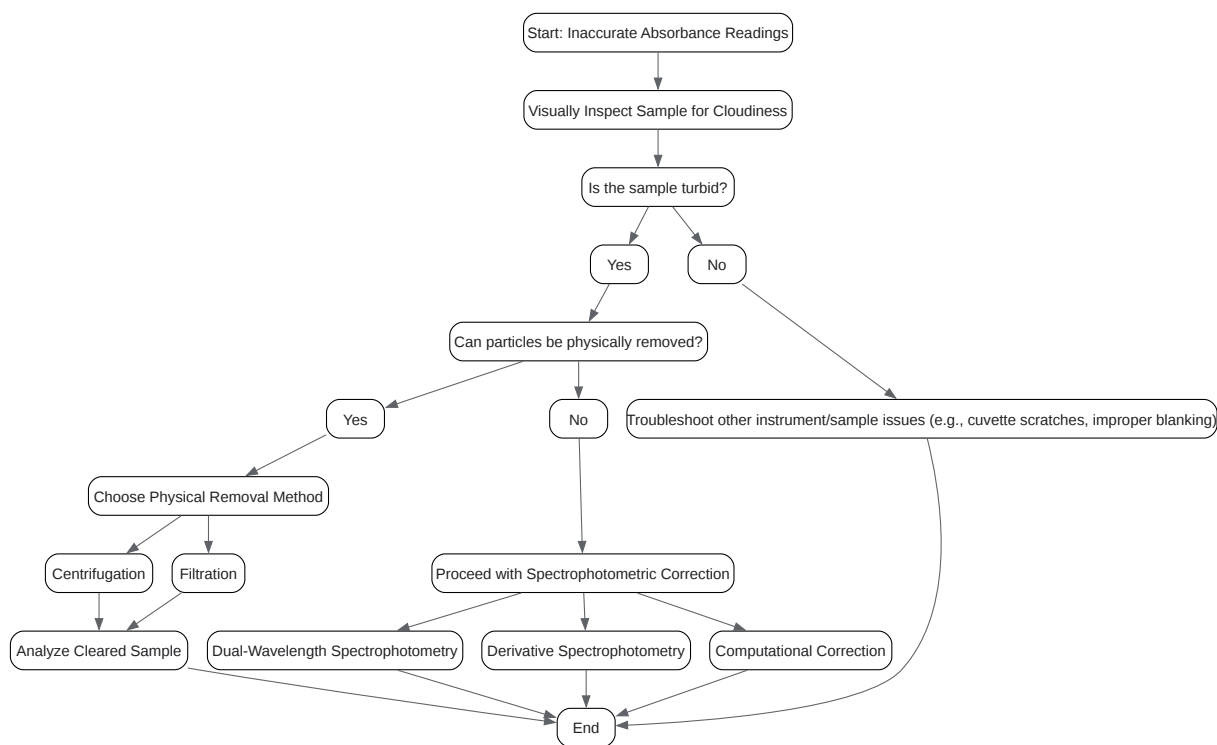 Start: Inaccurate Absorbance Readings
Visually Inspect Sample for Cloudiness
Is the sample turbid?
Yes
No
Can particles be physically removed?
Yes
No
Troubleshoot other instrument/sample issues (e.g., cuvette scratches, improper blanking)
Choose Physical Removal Method
Centrifugation
Filtration
Proceed with Spectrophotometric Correction
Analyze Cleared Sample
Dual-Wavelength Spectrophotometry
Derivative Spectrophotometry
Computational Correction
End